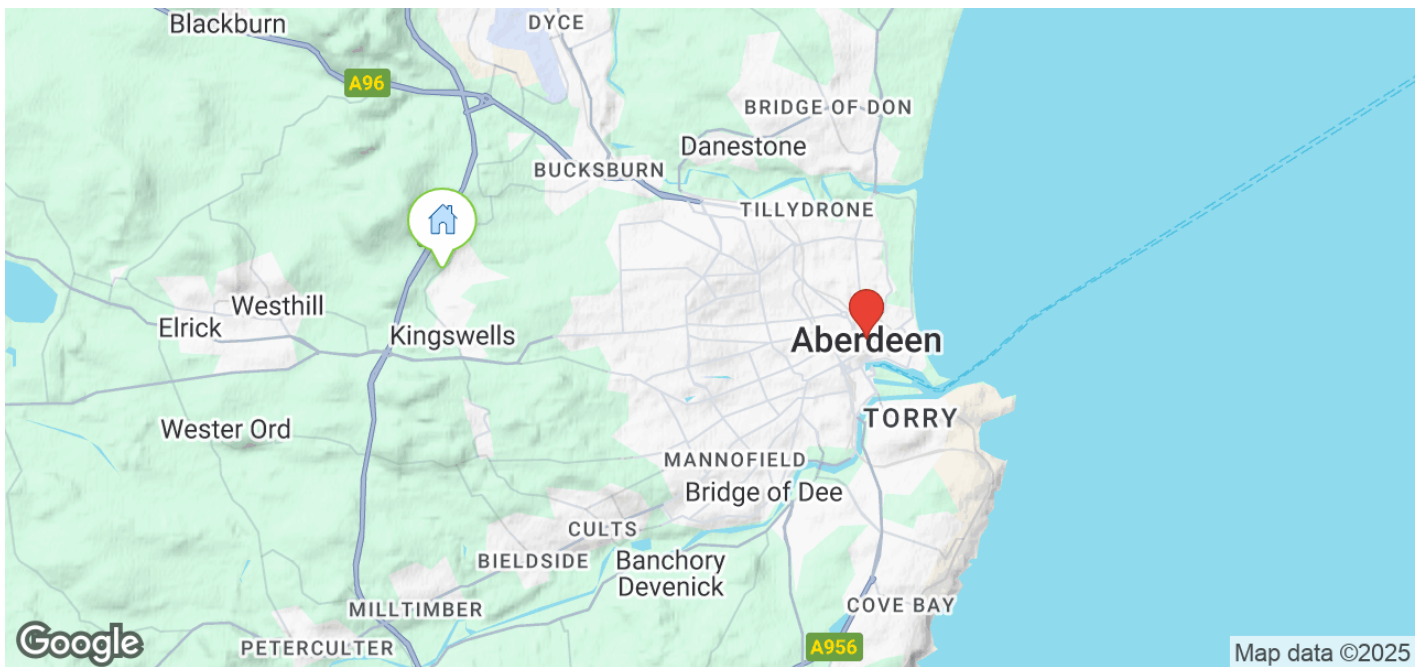 DYCE
Blackburn
A96
BRIDGE OF DON
Danestone
BUCKSBURN
TILLYDRONE
Westhill
Elrick
Kingswells
Aberdeen
TORRY
Wester Ord
MANNOFIELD
Bridge of Dee
CULTS
BIELDSIDE
Banchory
Devenick
MILLTIMBER
COVE BAY
PETERCULTER
A956
Google
Map data ©2025